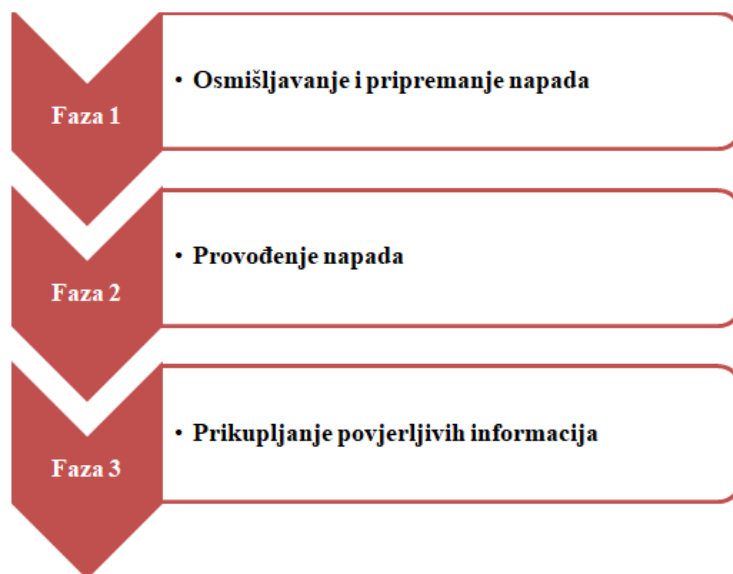 Faza 1
• Osmišljavanje i pripremanje napada
Faza 2
• Provođenje napada
Faza 3
• Prikupljanje povjerljivih informacija